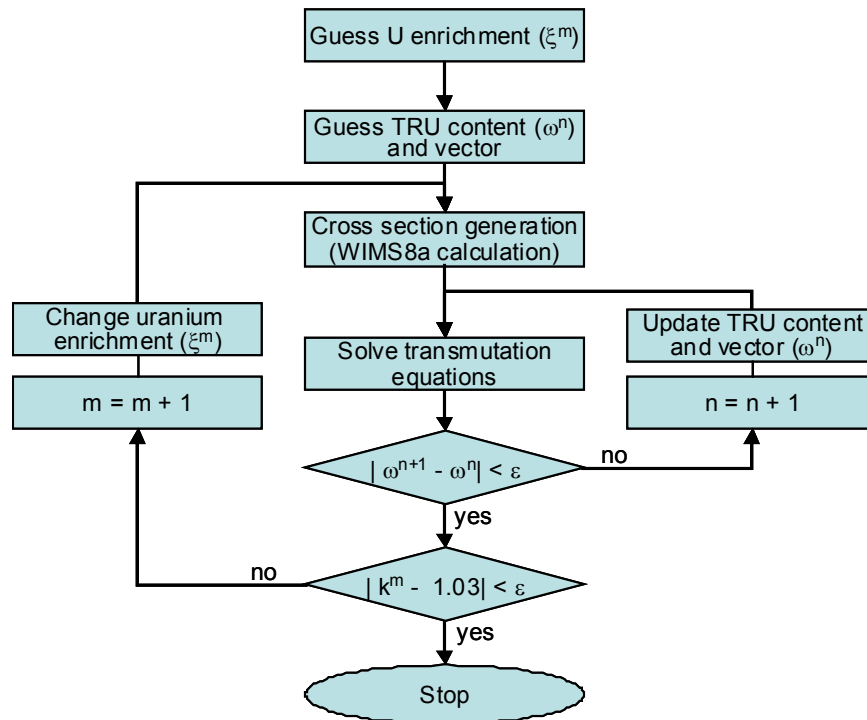 Guess U enrichment (ξᵐ)
Guess TRU content (ωⁿ)
and vector
Cross section generation
(WIMS8a calculation)
Change uranium
enrichment (ξᵐ)
Update TRU content
and vector (ωⁿ)
Solve transmutation
equations
m = m + 1
n = n + 1
| ωⁿ⁺¹ - ωⁿ| < ε
no
yes
no
| kᵐ - 1.03| < ε
yes
Stop